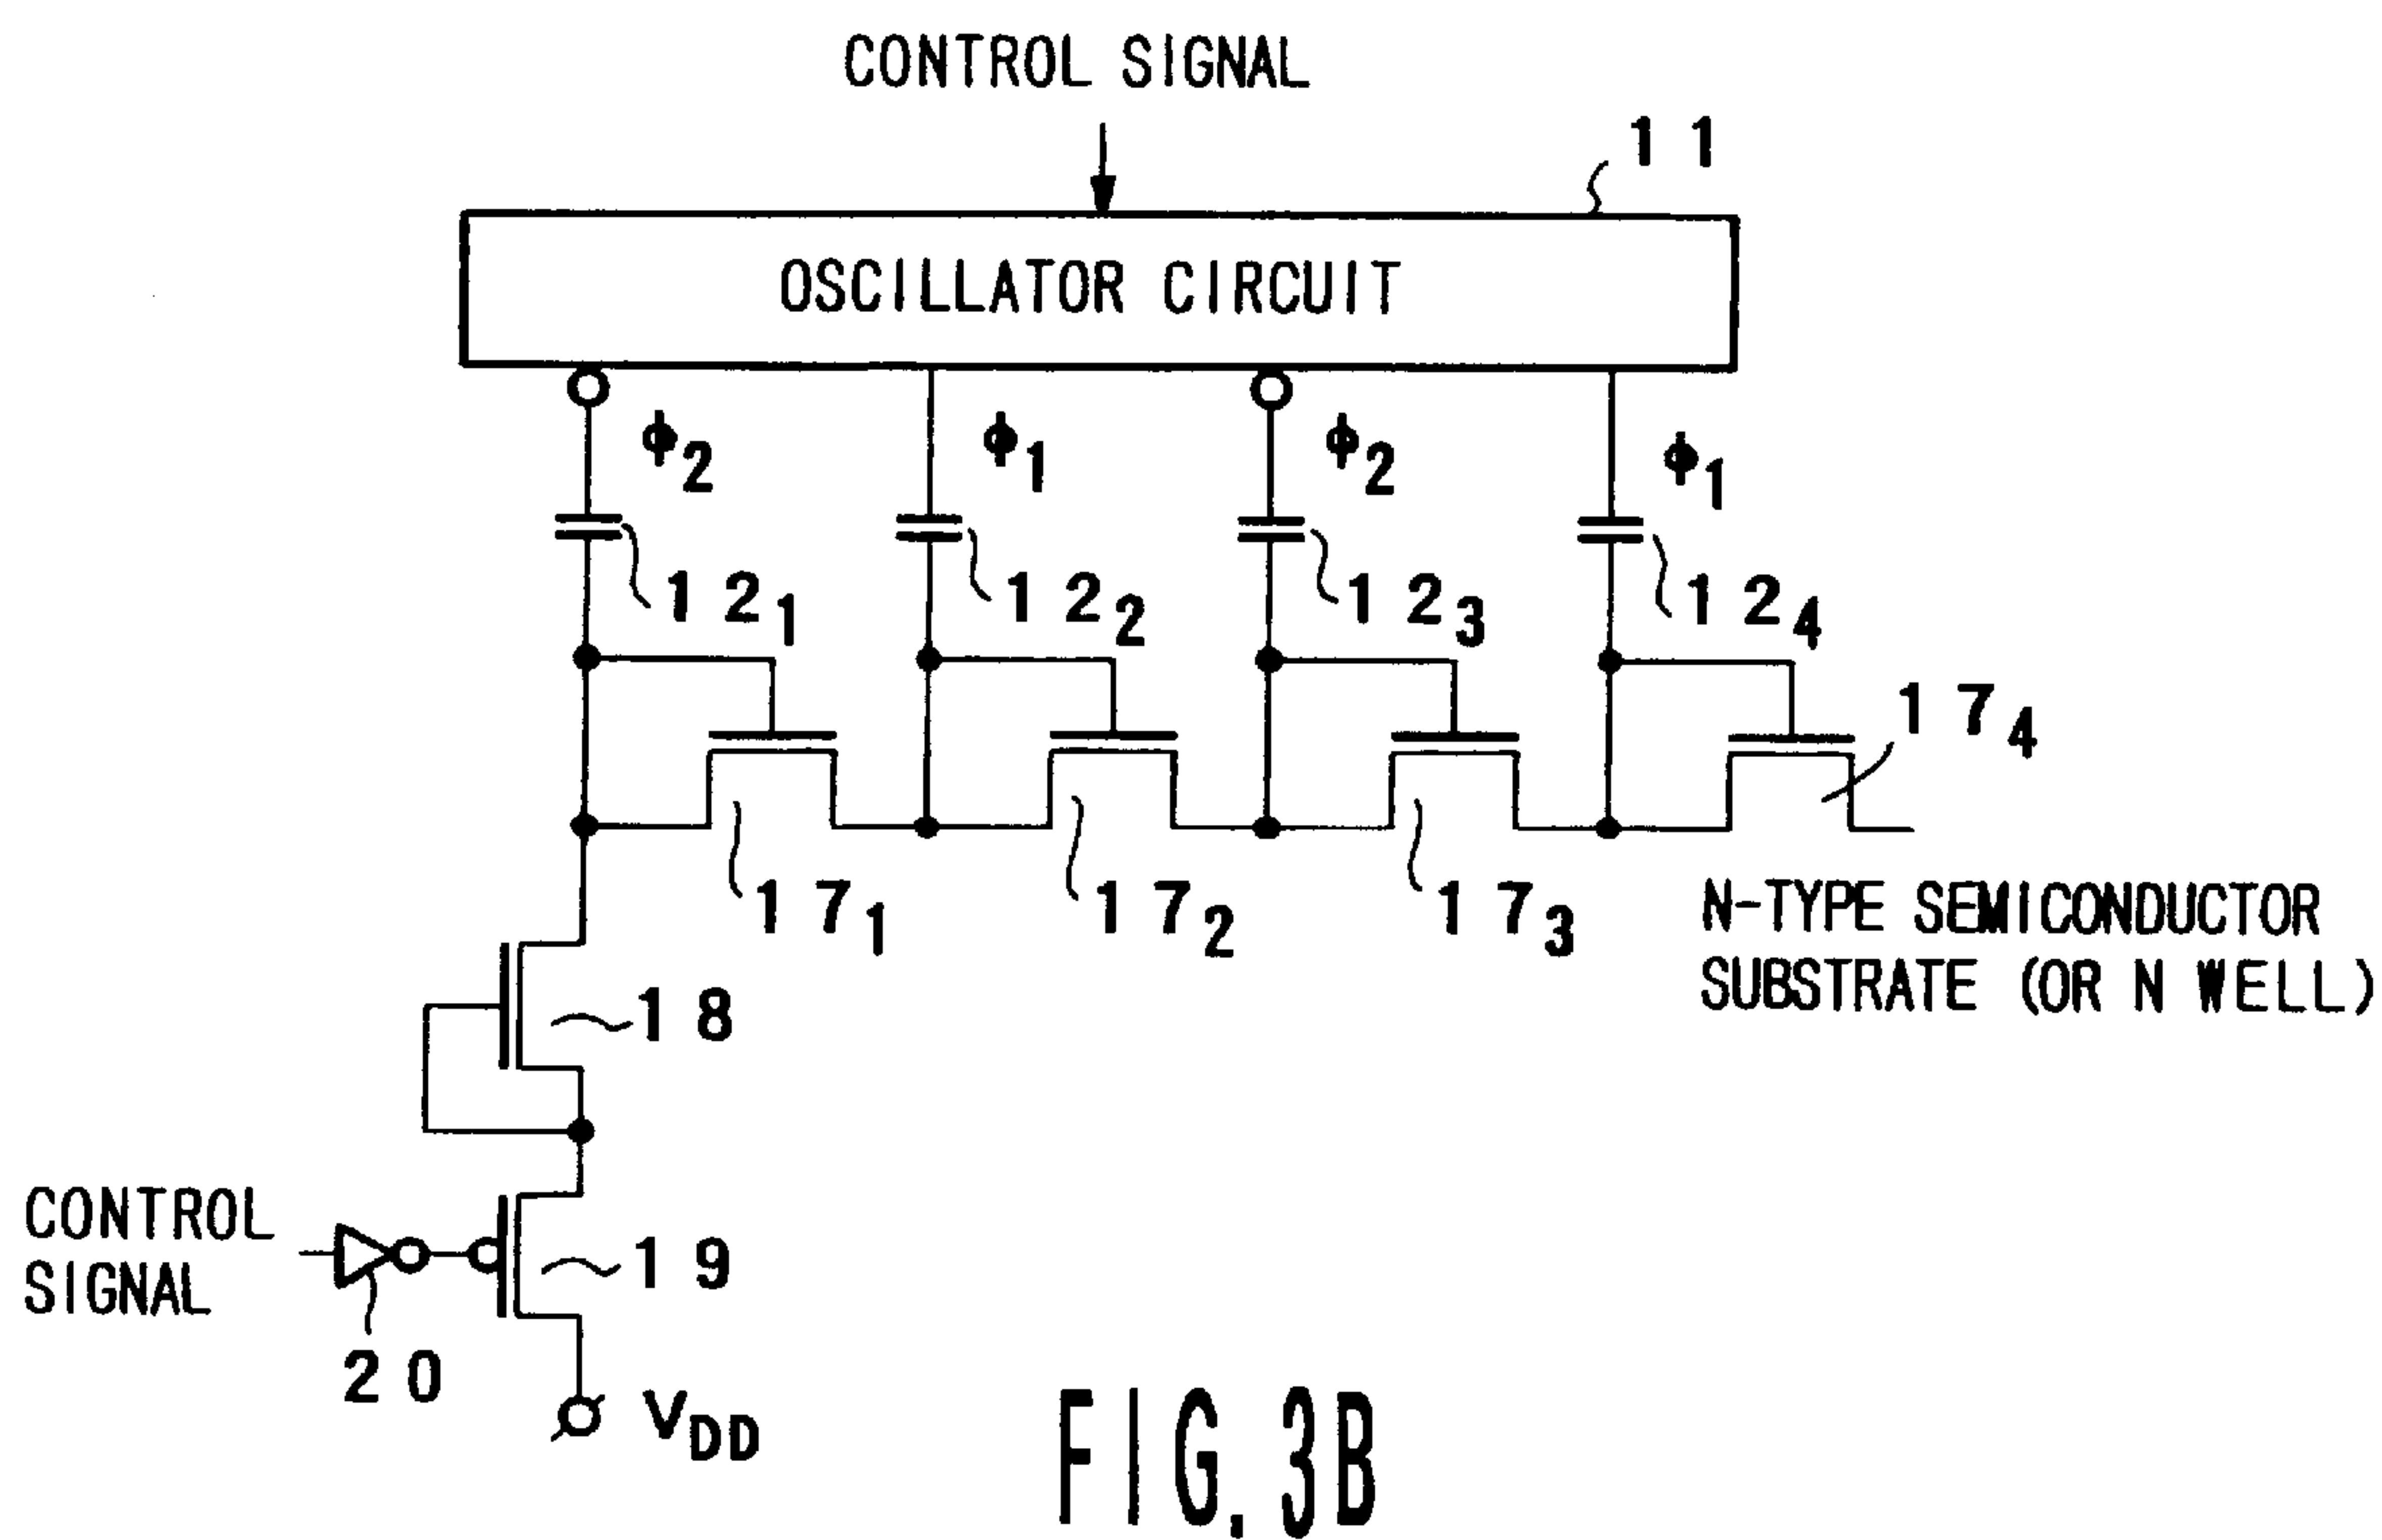 CONTROL SIGNAL
11
OSCILLATOR CIRCUIT
ϕ2 ϕ1 ϕ2 ϕ1
121 122 123 124
174
171 172 173
N-TYPE SEMICONDUCTOR
SUBSTRATE (OR N WELL)
18
CONTROL
SIGNAL
19
20
VDD
FIG. 3B